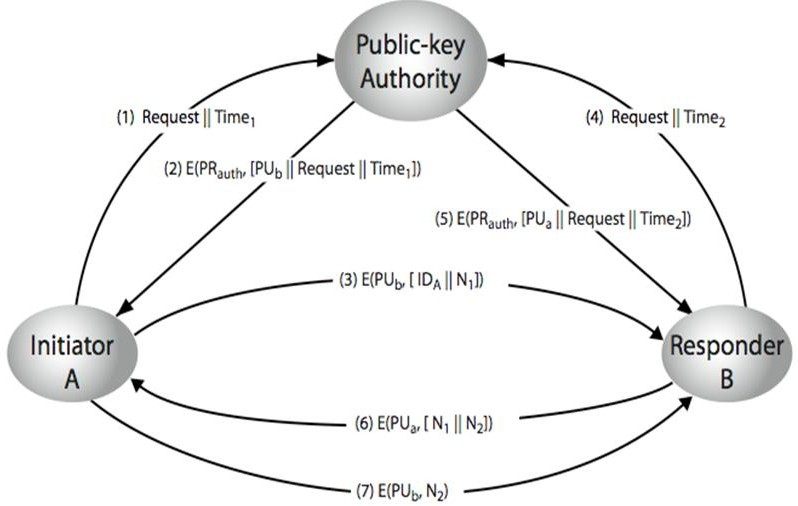 Public-key
Authority
(1) Request || Time₁
(4) Request || Time₂
(2) E(PRauth, [PUb || Request || Time₁])
(5) E(PRauth, [PUa || Request || Time₂])
(3) E(PUb, [ IDA || N₁])
Initiator
A
Responder
B
(6) E(PUa, [ N₁ || N₂])
(7) E(PUb, N₂)